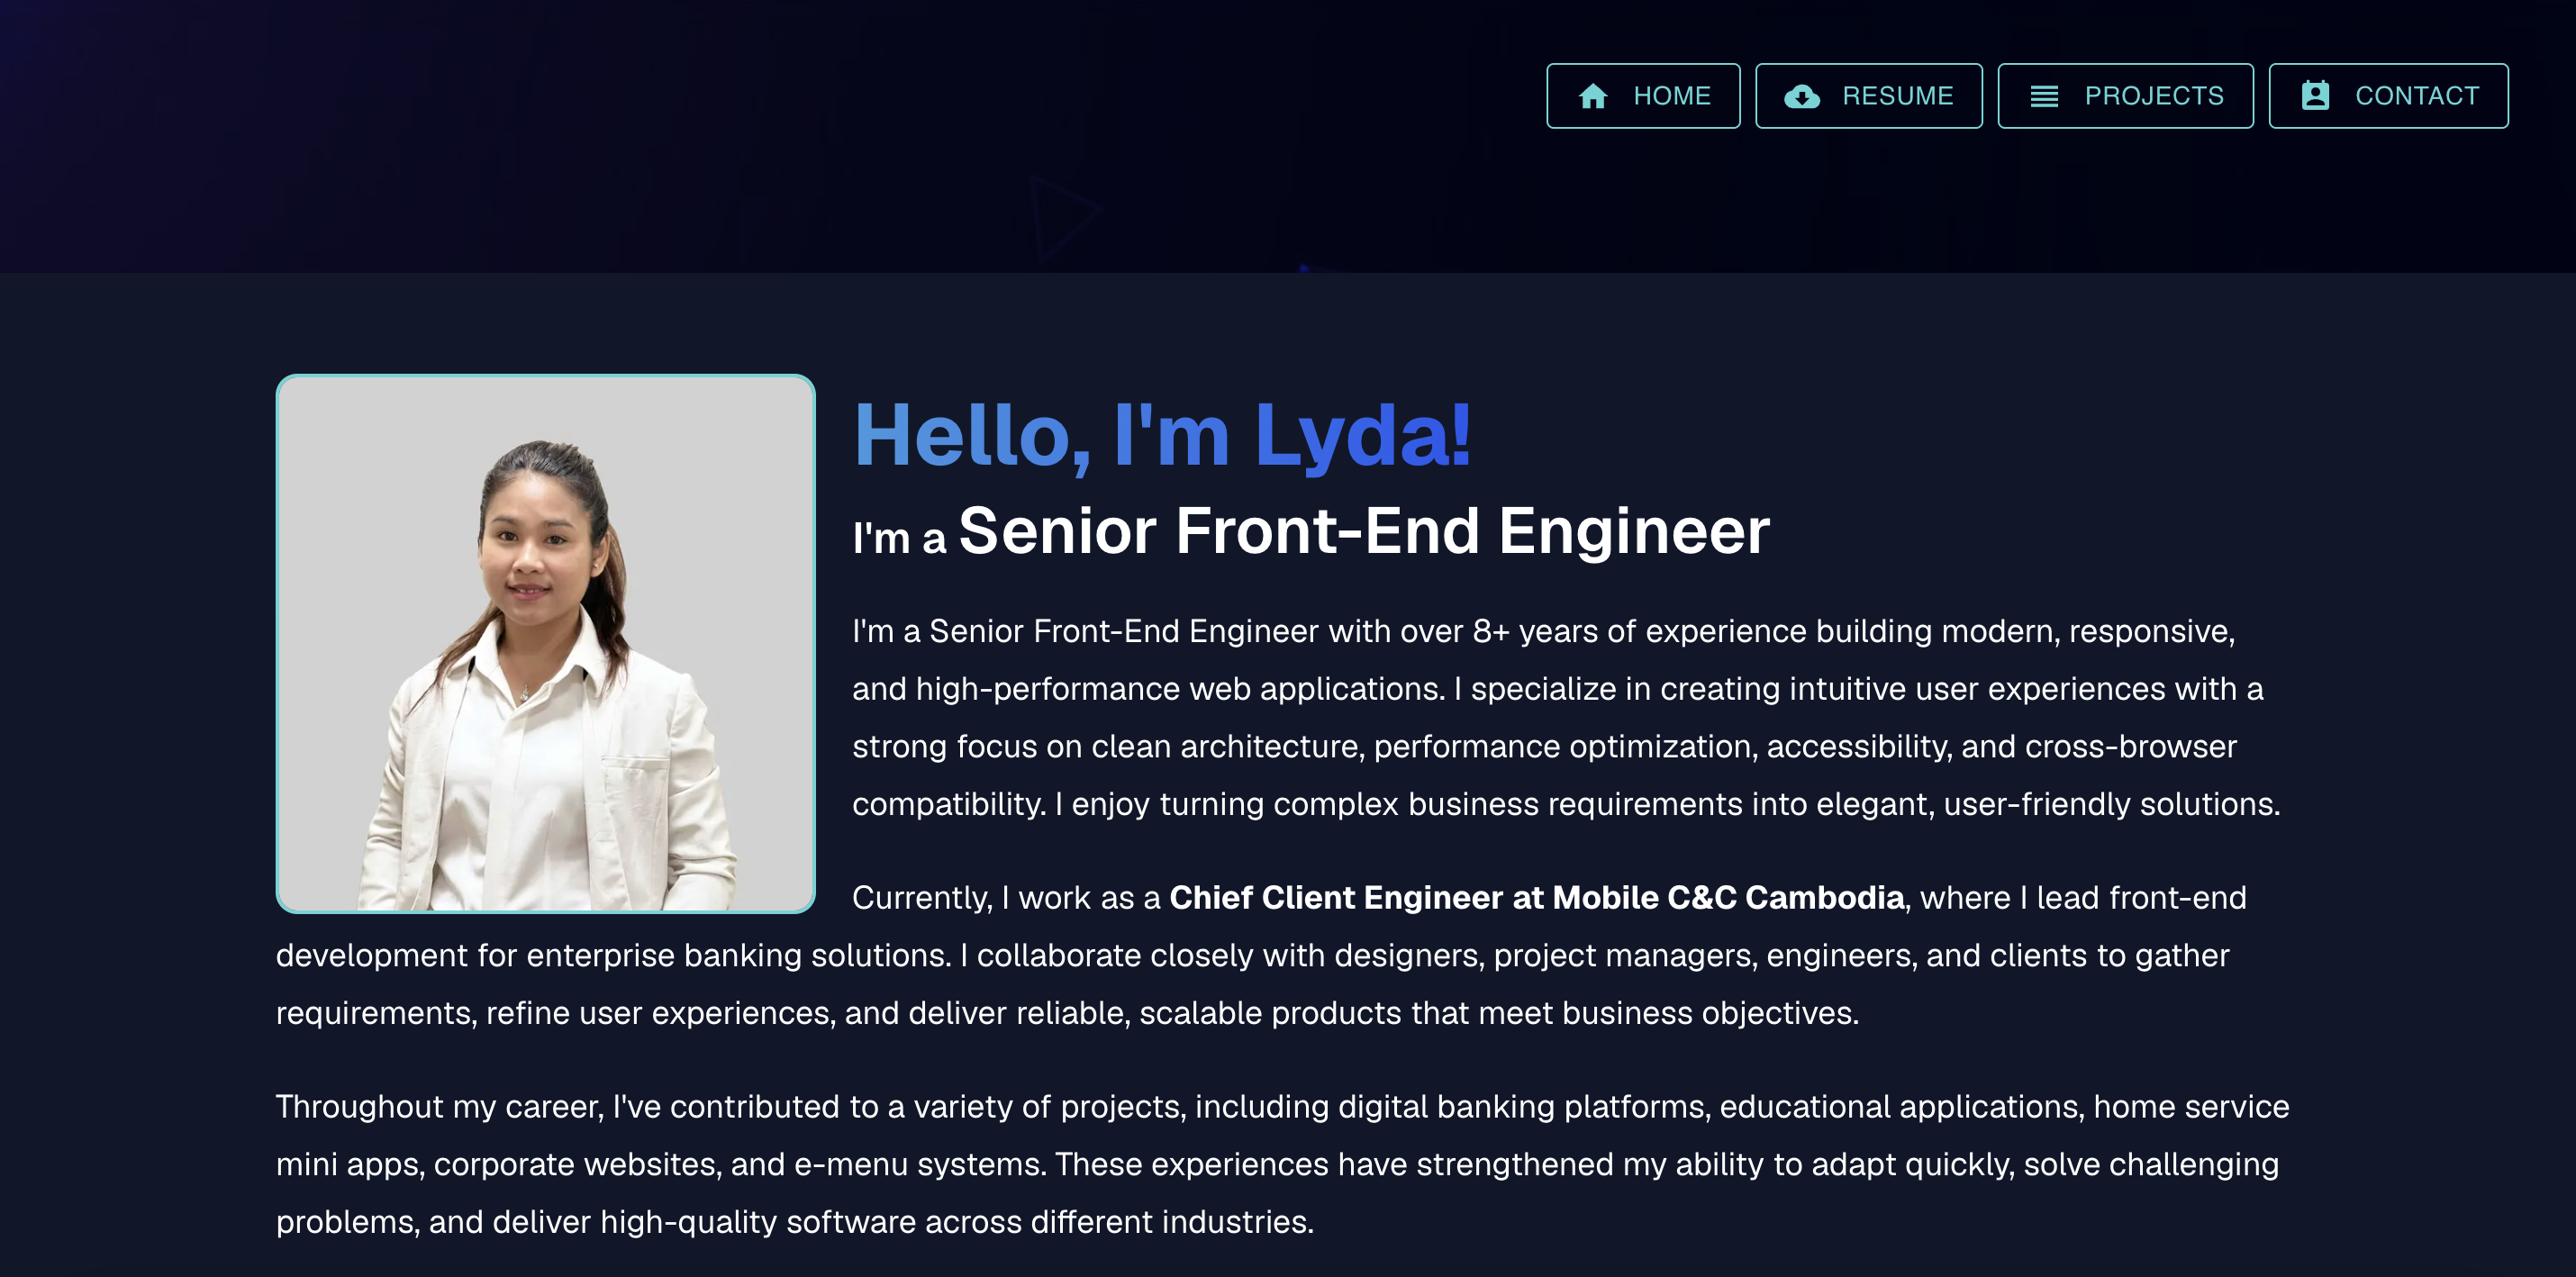 HOME
RESUME
PROJECTS
CONTACT
Hello, I'm Lyda!
I'm a Senior Front-End Engineer
I'm a Senior Front-End Engineer with over 8+ years of experience building modern, responsive,
and high-performance web applications. I specialize in creating intuitive user experiences with a
strong focus on clean architecture, performance optimization, accessibility, and cross-browser
compatibility. I enjoy turning complex business requirements into elegant, user-friendly solutions.
Currently, I work as a Chief Client Engineer at Mobile C&C Cambodia, where I lead front-end
development for enterprise banking solutions. I collaborate closely with designers, project managers, engineers, and clients to gather
requirements, refine user experiences, and deliver reliable, scalable products that meet business objectives.
Throughout my career, I've contributed to a variety of projects, including digital banking platforms, educational applications, home service
mini apps, corporate websites, and e-menu systems. These experiences have strengthened my ability to adapt quickly, solve challenging
problems, and deliver high-quality software across different industries.